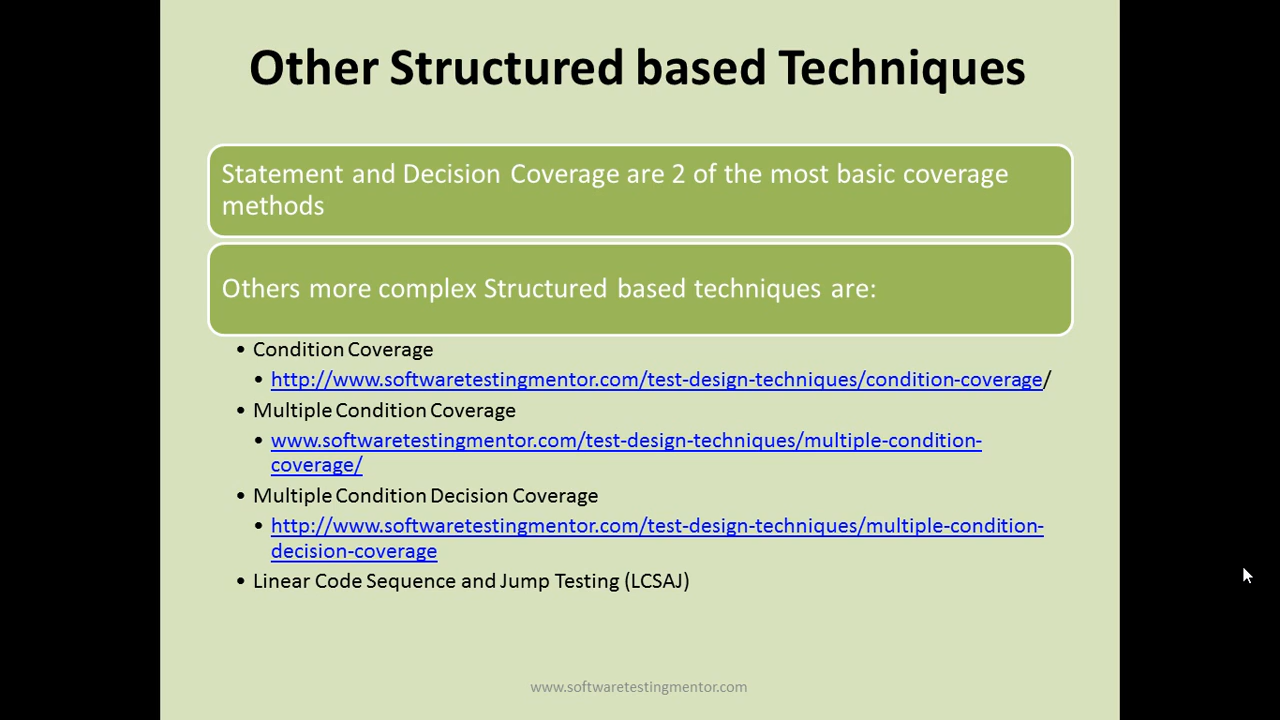 Other Structured based Techniques
Statement and Decision Coverage are 2 of the most basic coverage
methods
Others more complex Structured based techniques are:
• Condition Coverage
• http://www.softwaretestingmentor.com/test-design-techniques/condition-coverage/
• Multiple Condition Coverage
• www.softwaretestingmentor.com/test-design-techniques/multiple-condition-
coverage/
• Multiple Condition Decision Coverage
• http://www.softwaretestingmentor.com/test-design-techniques/multiple-condition-
decision-coverage
• Linear Code Sequence and Jump Testing (LCSAJ)
www.softwaretestingmentor.com